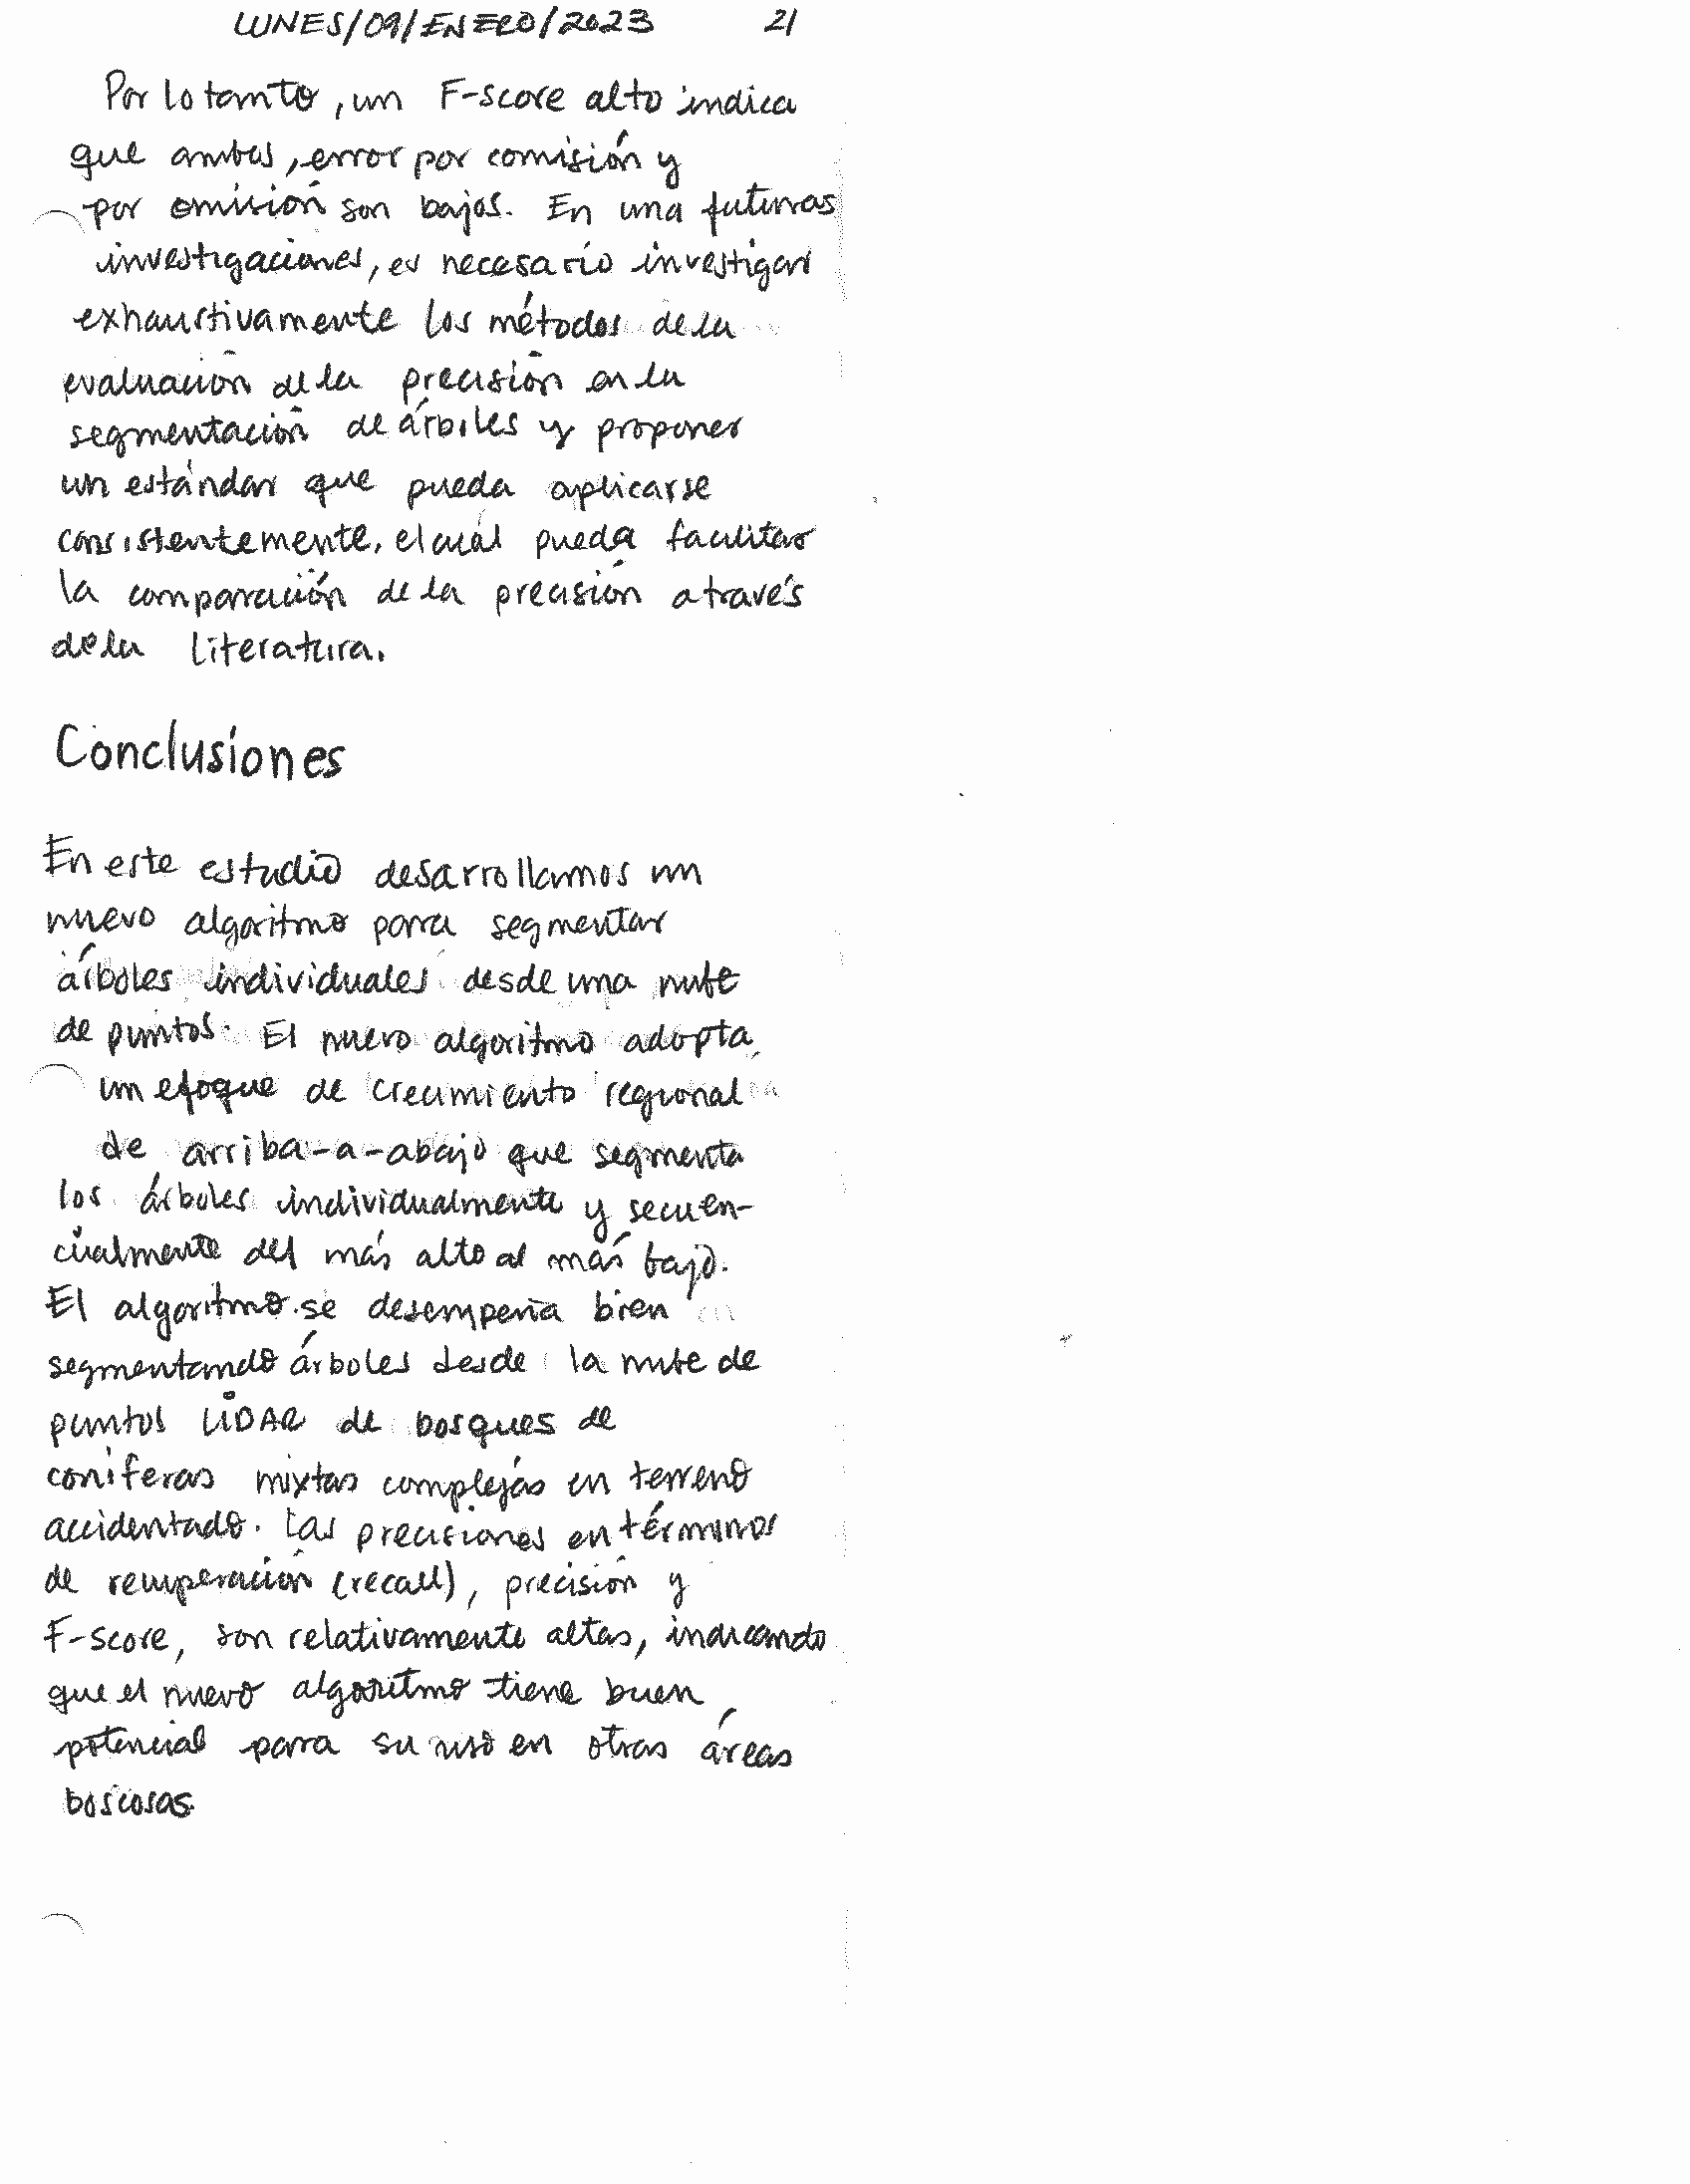 LUNES/09/ENERO/2023 21
Por lo tanto, un F-score alto indica
que ambas, error por comisión y
por omisión son bajos. En una futuras
investigaciones, es necesario investigar
exhaustivamente los métodos de la
evaluación de la precisión en la
segmentación de árboles y proponer
un estándar que pueda aplicarse
consistentemente, el cuál pueda facilitar
la comparación de la precisión a través
de la literatura.
Conclusiones
En este estudio desarrollamos un
nuevo algoritmo para segmentar
árboles individuales desde una nube
de puntos. El nuevo algoritmo adopta
un efoque de crecimiento regional
de arriba-a-abajo que segmenta
los árboles individualmente y secuen-
cialmente del más alto al más bajo.
El algoritmo se desempeña bien
segmentando árboles desde la nube de
puntos LiDAR de bosques de
coníferas mixtas complejas en terreno
accidentado. Las precisiones en términos
de recuperación (recall), precisión y
F-score, son relativamente altas, indicando
que el nuevo algoritmo tiene buen
potencial para su uso en otras áreas
boscosas.